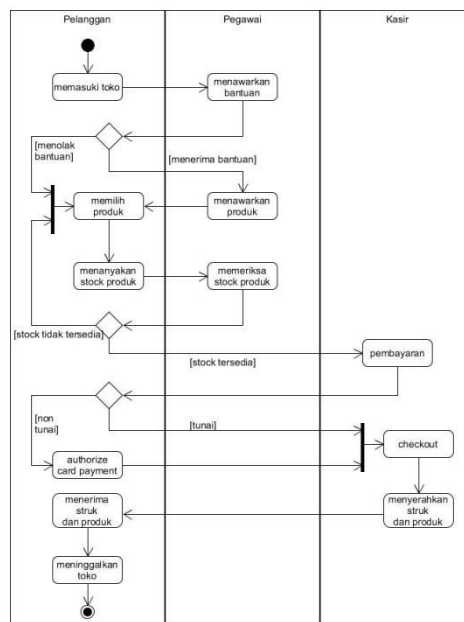 Pelanggan
Pegawai
Kasir
memasuki toko
menawarkan
bantuan
[menolak
bantuan]
[menerima bantuan]
memilih
produk
menawarkan
produk
menanyakan
stock produk
memeriksa
stock produk
[stock tidak tersedia]
[stock tersedia]
pembayaran
[non
tunai]
[tunai]
checkout
authorize
card payment
menerima
struk
dan produk
menyerahkan
struk
dan produk
meninggalkan
toko